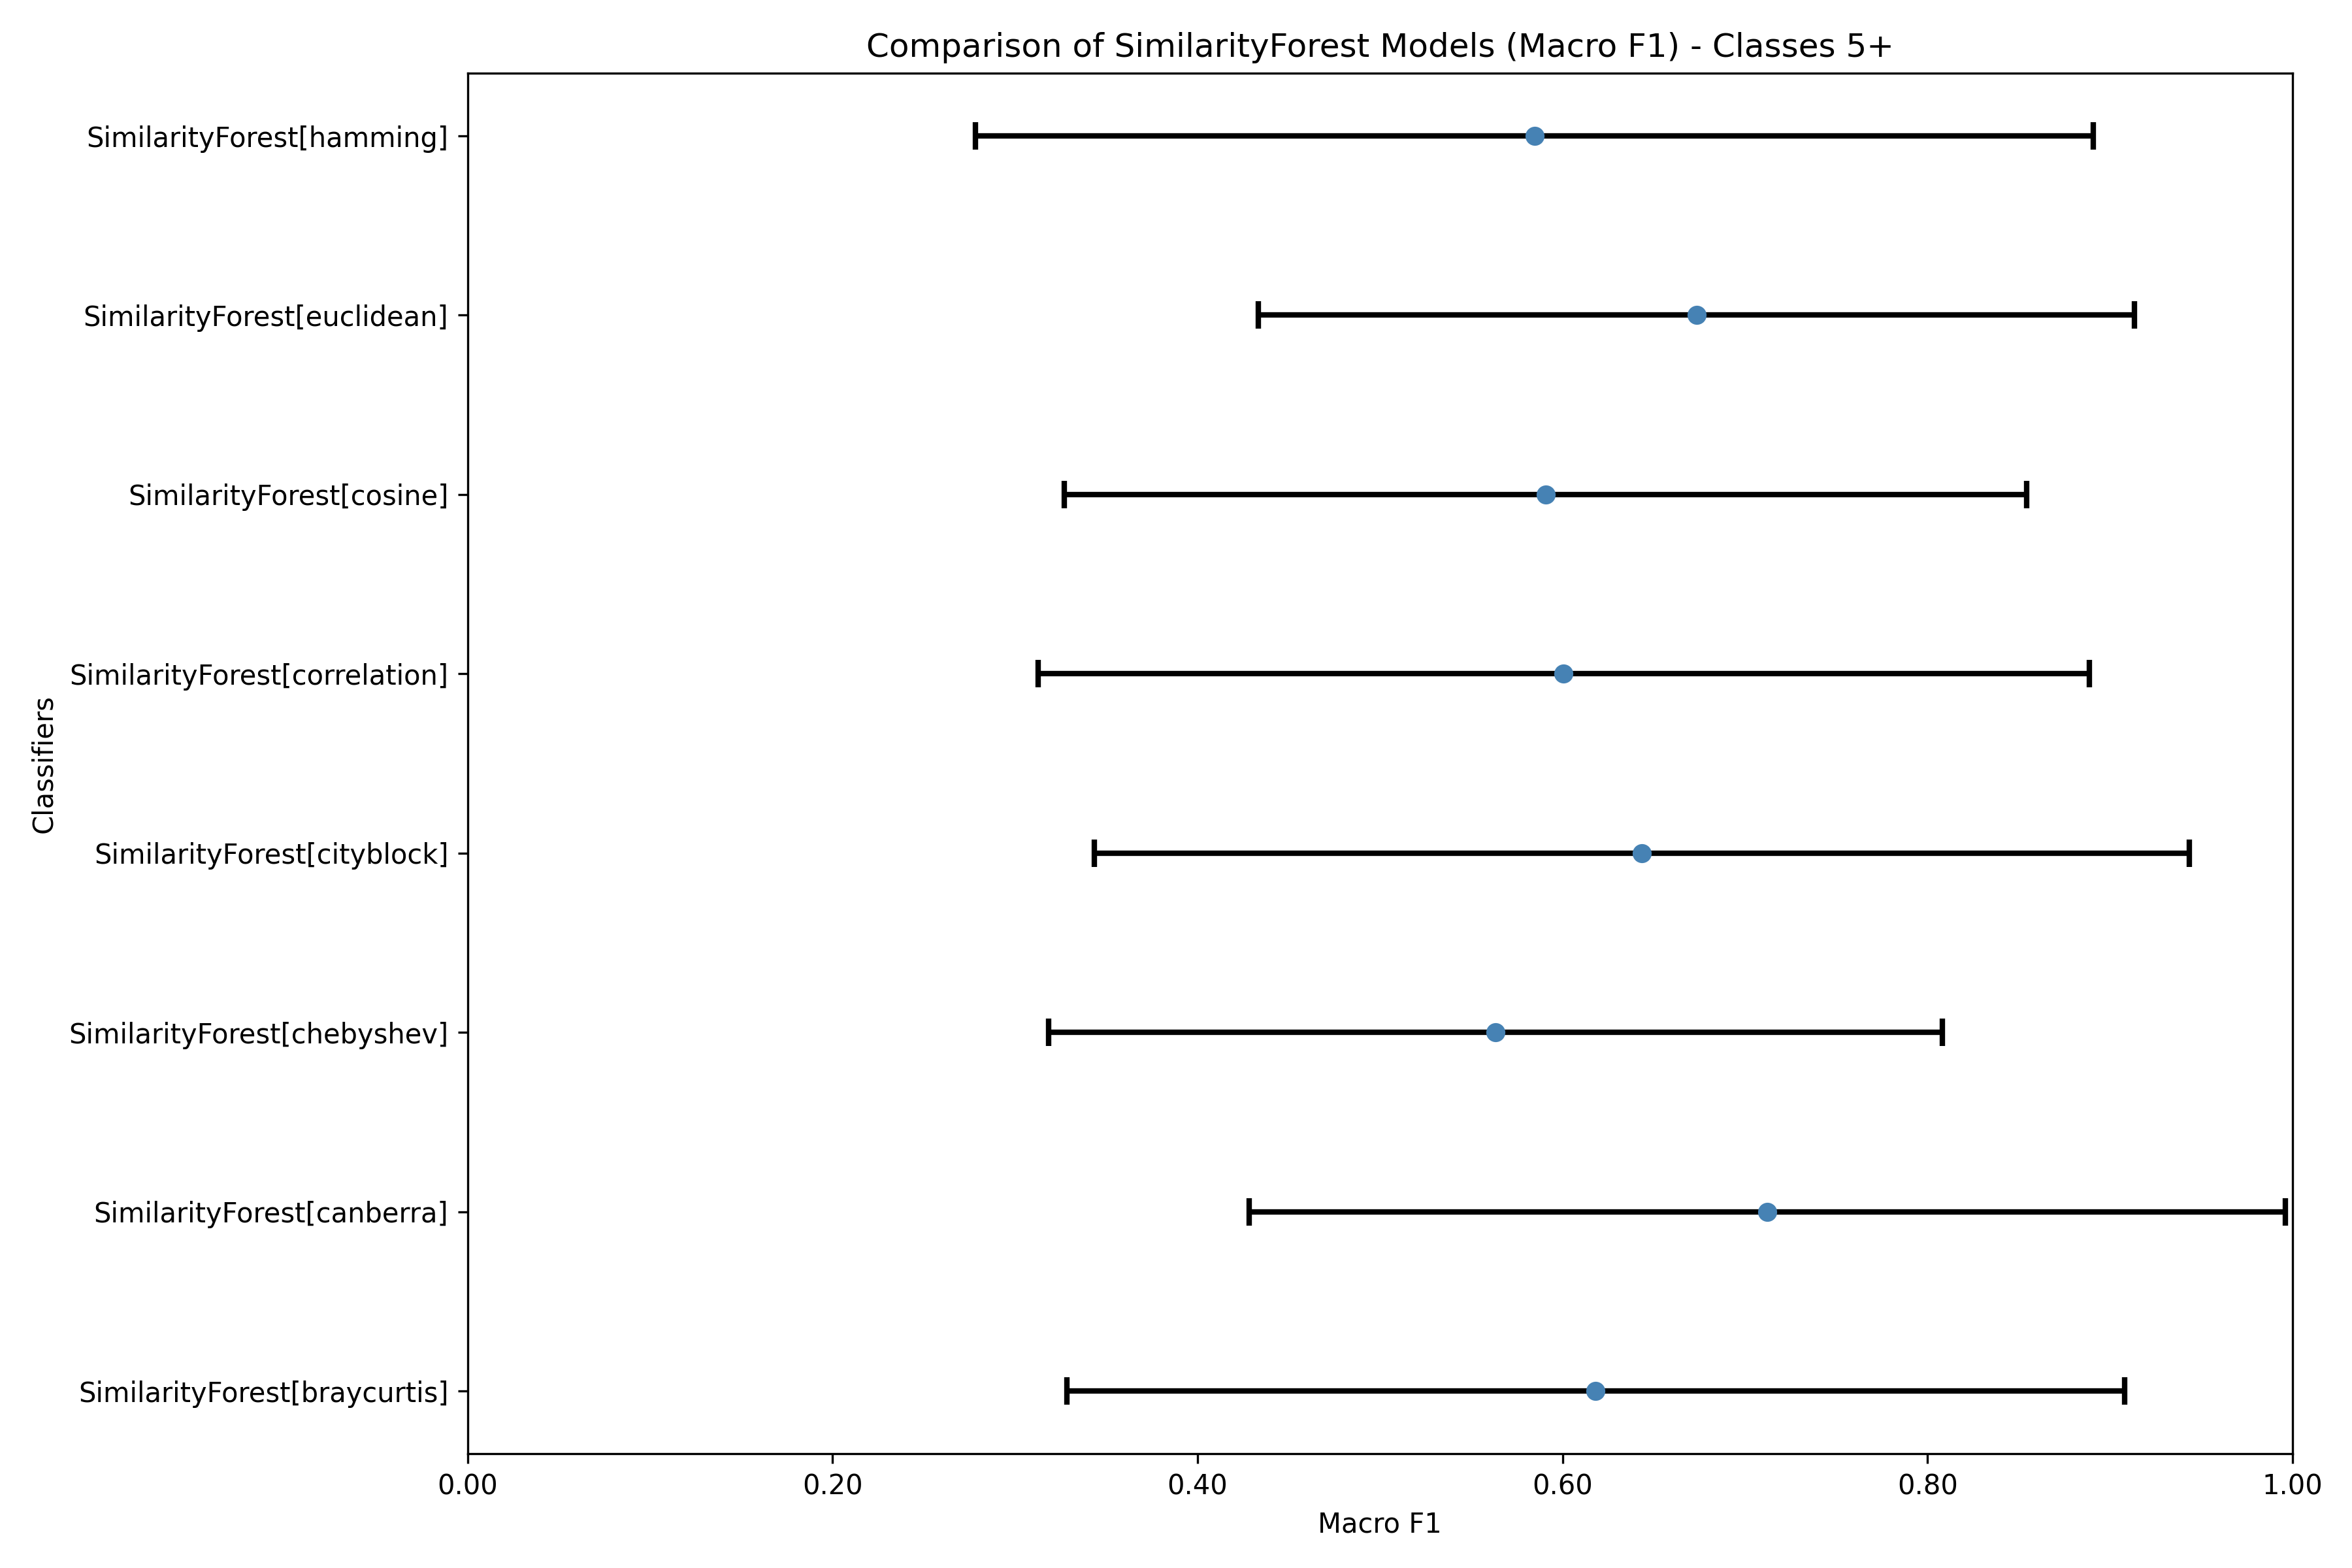 Comparison of SimilarityForest Models (Macro F1) - Classes 5+
SimilarityForest[hamming]
SimilarityForest[euclidean]
SimilarityForest[cosine]
SimilarityForest[correlation]
SimilarityForest[cityblock]
SimilarityForest[chebyshev]
SimilarityForest[canberra]
SimilarityForest[braycurtis]
Classifiers
0.00 0.20 0.40 0.60 0.80 1.00
Macro F1